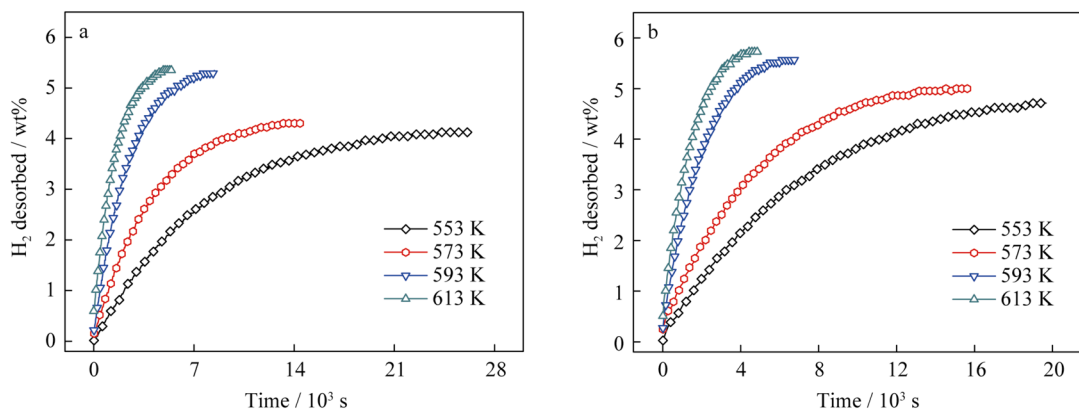 a
6
5
4
3
2
1
0
H₂ desorbed / wt%
553 K
573 K
593 K
613 K
0 7 14 21 28
Time / 10³ s
b
6
5
4
3
2
1
0
H₂ desorbed / wt%
553 K
573 K
593 K
613 K
0 4 8 12 16 20
Time / 10³ s